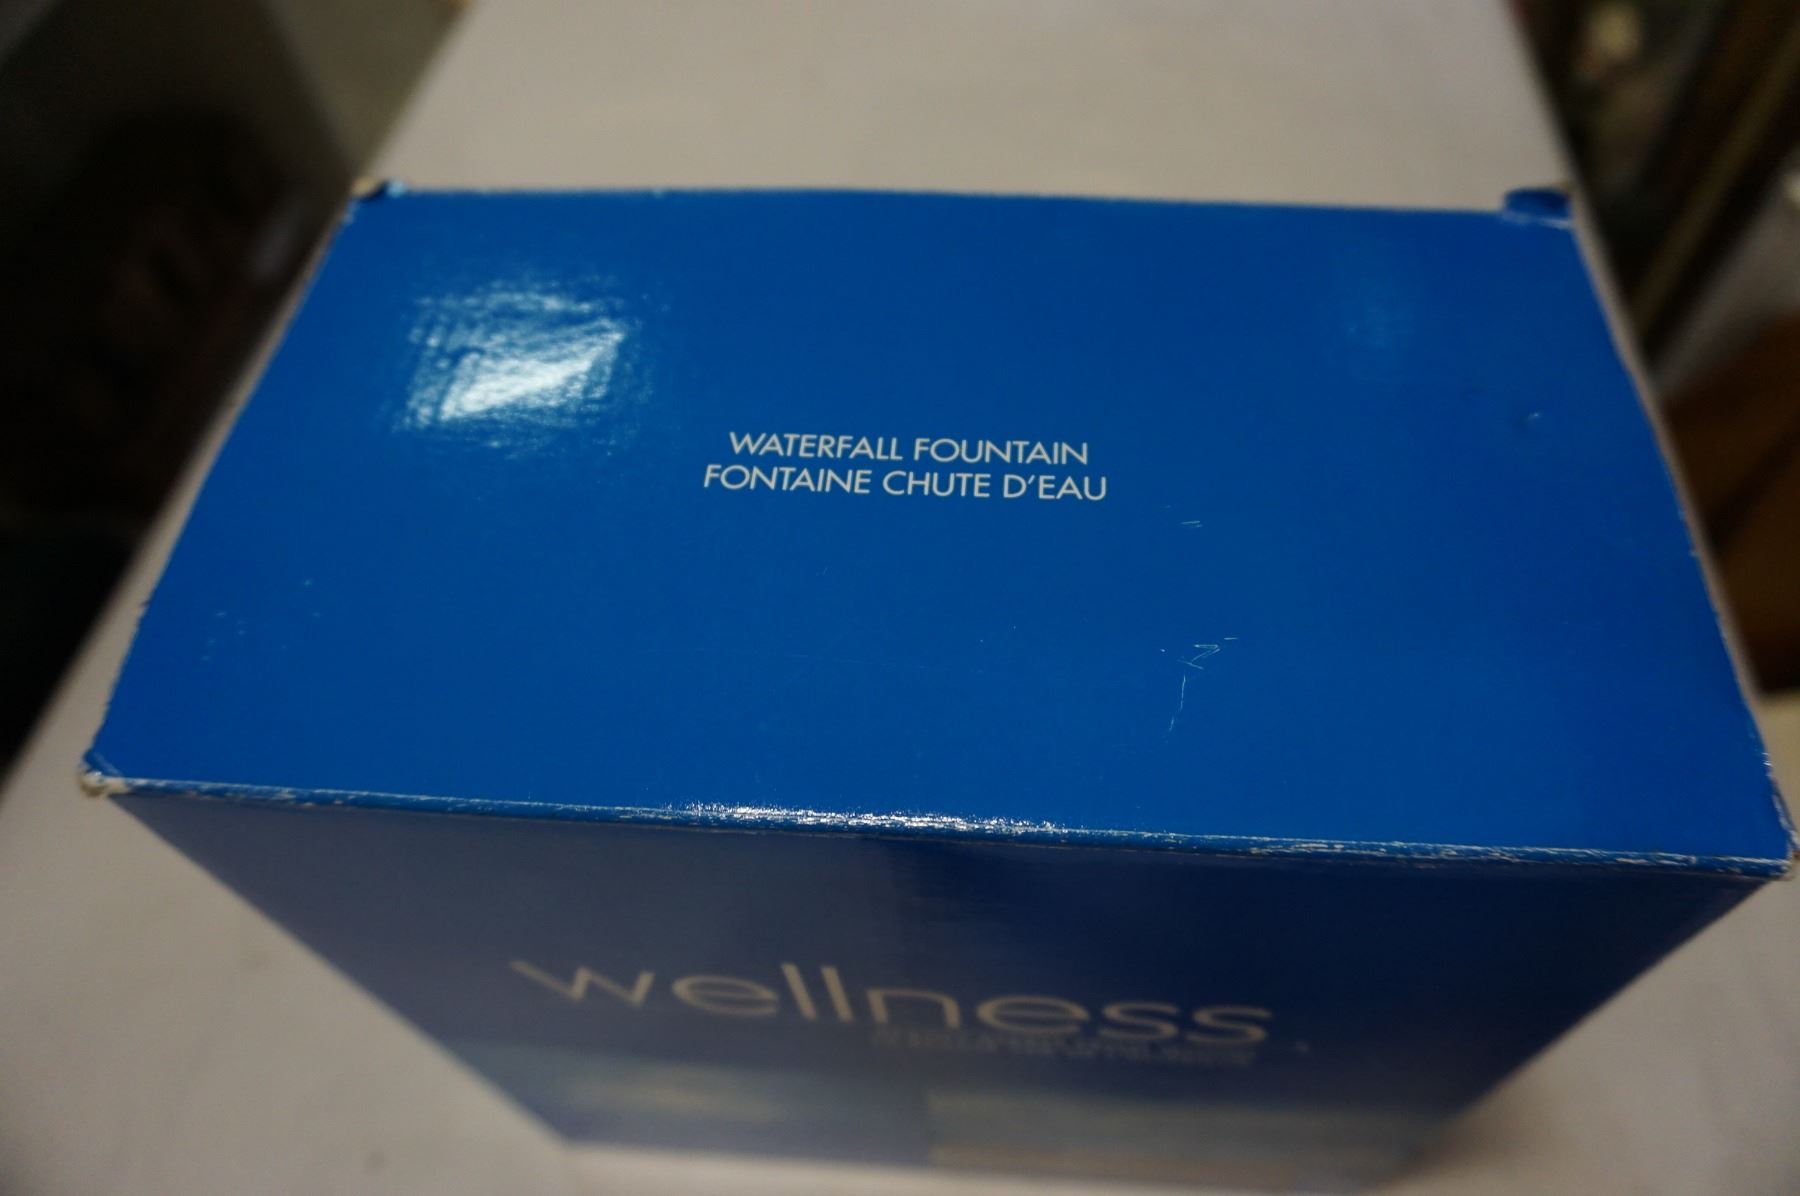 WATERFALL FOUNTAIN
FONTAINE CHUTE D'EAU
wellness